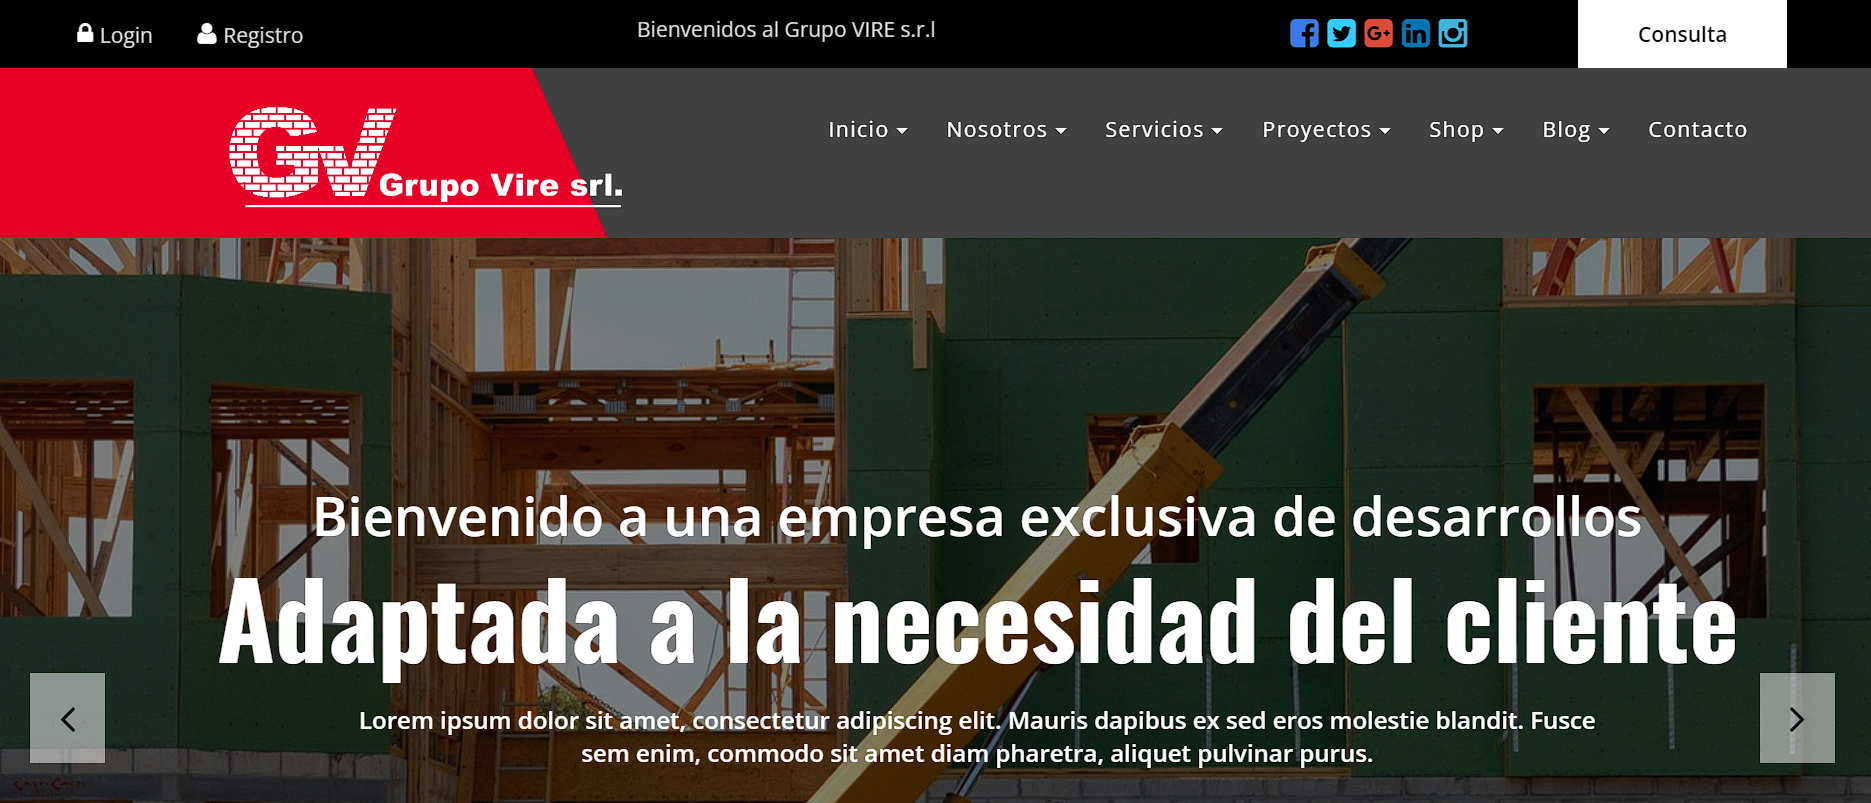 Login
Registro
Bienvenidos al Grupo VIRE s.r.l
Consulta
GV
Grupo Vire srl.
Inicio
Nosotros
Servicios
Proyectos
Shop
Blog
Contacto
Bienvenido a una empresa exclusiva de desarrollos
Adaptada a la necesidad del cliente
Lorem ipsum dolor sit amet, consectetur adipiscing elit. Mauris dapibus ex sed eros molestie blandit. Fusce
sem enim, commodo sit amet diam pharetra, aliquet pulvinar purus.